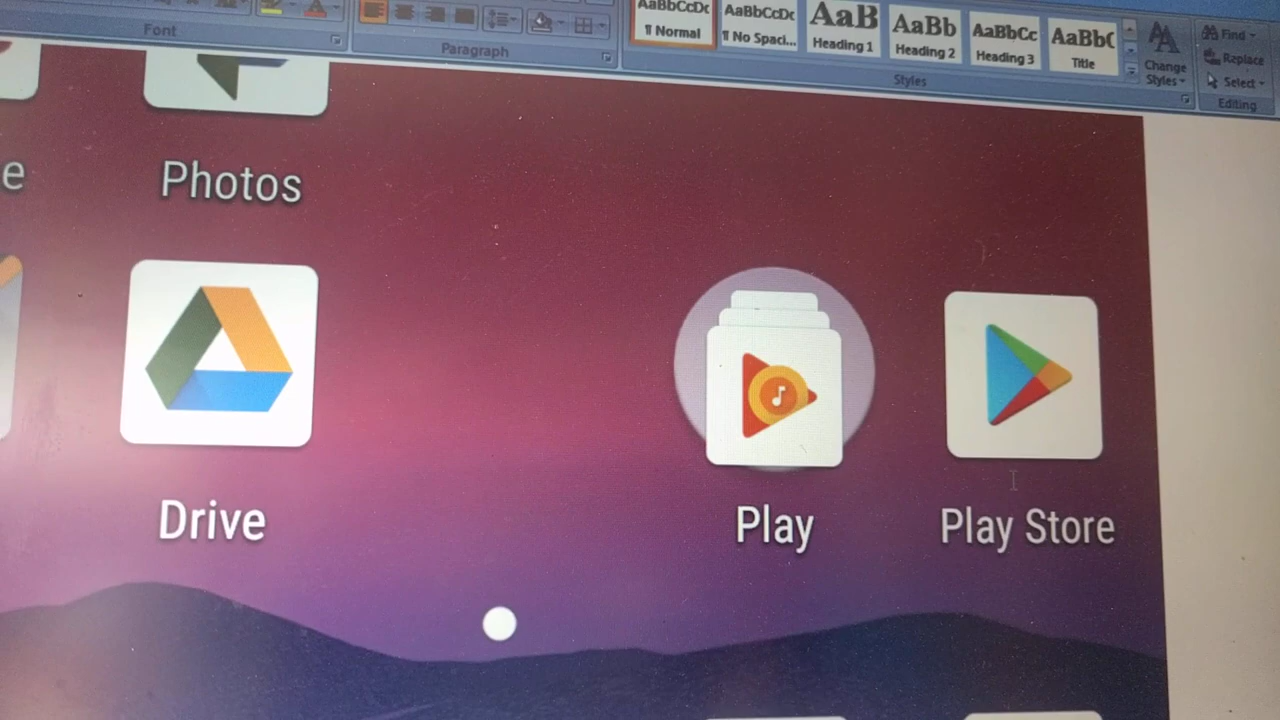 Font
Paragraph
AaBbCcDc
¶ Normal
AaBbCcDc
¶ No Spaci...
AaB
Heading 1
AaBb
Heading 2
AaBbCc
Heading 3
AaBb(
Title
Styles
Change
Styles
Find
Replace
Select
Editing
e
Photos
Drive
Play
Play Store